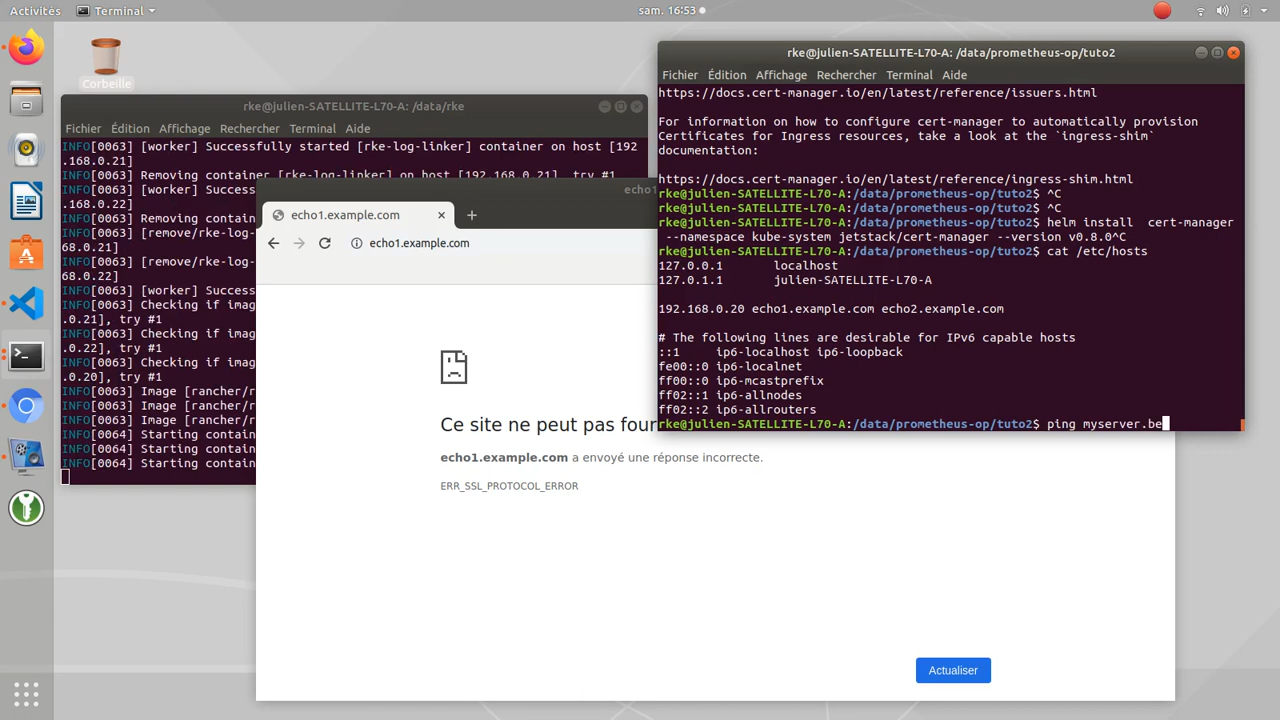 Activités
Terminal
sam. 16:53
Corbeille
rke@julien-SATELLITE-L70-A: /data/rke
Fichier Édition Affichage Rechercher Terminal Aide
INFO[0063] [worker] Successfully started [rke-log-linker] container on host [192
.168.0.21]
INFO[0063] Removing container [rke-log-linker] on host [192.168.0.21], try #1
INFO[0063] [worker] Success
.168.0.22]
INFO[0063] Removing contain
68.0.21]
INFO[0063] [remove/rke-log-
68.0.22]
INFO[0063] [remove/rke-log-
INFO[0063] [worker] Success
INFO[0063] Checking if imag
.0.21], try #1
INFO[0063] Checking if imag
.0.22], try #1
INFO[0063] Checking if imag
.0.20], try #1
INFO[0063] Image [rancher/r
INFO[0063] Image [rancher/r
INFO[0063] Image [rancher/r
INFO[0064] Starting contain
INFO[0064] Starting contain
INFO[0064] Starting contain
echo1
echo1.example.com
echo1.example.com
Ce site ne peut pas four
echo1.example.com a envoyé une réponse incorrecte.
ERR_SSL_PROTOCOL_ERROR
Actualiser
rke@julien-SATELLITE-L70-A: /data/prometheus-op/tuto2
Fichier Édition Affichage Rechercher Terminal Aide
https://docs.cert-manager.io/en/latest/reference/issuers.html
For information on how to configure cert-manager to automatically provision
Certificates for Ingress resources, take a look at the `ingress-shim`
documentation:
https://docs.cert-manager.io/en/latest/reference/ingress-shim.html
rke@julien-SATELLITE-L70-A:/data/prometheus-op/tuto2$ ^C
rke@julien-SATELLITE-L70-A:/data/prometheus-op/tuto2$ ^C
rke@julien-SATELLITE-L70-A:/data/prometheus-op/tuto2$ helm install cert-manager
--namespace kube-system jetstack/cert-manager --version v0.8.0^C
rke@julien-SATELLITE-L70-A:/data/prometheus-op/tuto2$ cat /etc/hosts
127.0.0.1 localhost
127.0.1.1 julien-SATELLITE-L70-A
192.168.0.20 echo1.example.com echo2.example.com
# The following lines are desirable for IPv6 capable hosts
::1 ip6-localhost ip6-loopback
fe00::0 ip6-localnet
ff00::0 ip6-mcastprefix
ff02::1 ip6-allnodes
ff02::2 ip6-allrouters
rke@julien-SATELLITE-L70-A:/data/prometheus-op/tuto2$ ping myserver.be